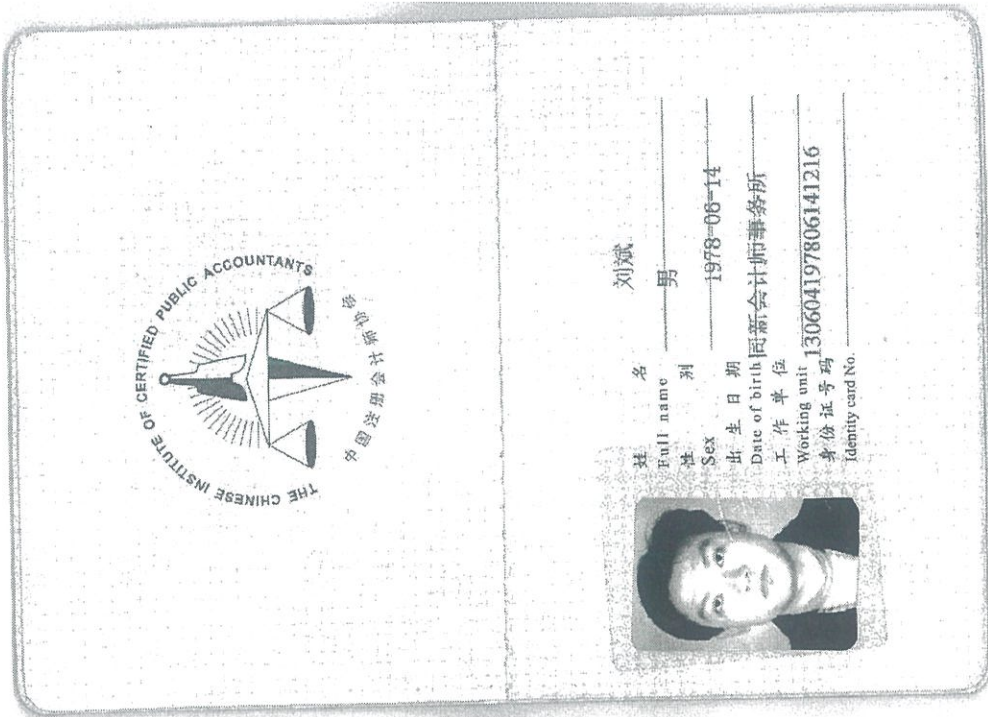 THE CHINESE INSTITUTE OF CERTIFIED PUBLIC ACCOUNTANTS
中国注册会计师协会
姓 名 刘斌
Full name
性 别 男
Sex
出 生 日 期 1978-06-14
Date of birth
工 作 单 位 同新会计师事务所
Working unit
身份证号码 130604197806141216
Identity card No.